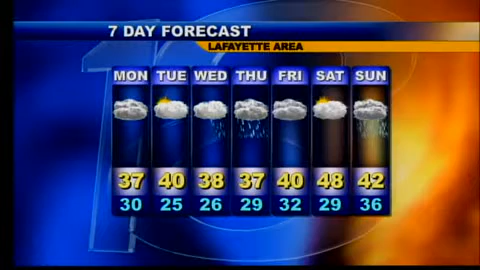 7 DAY FORECAST
LAFAYETTE AREA
MON TUE WED THU FRI SAT SUN
37 40 38 37 40 48 42
30 25 26 29 32 29 36